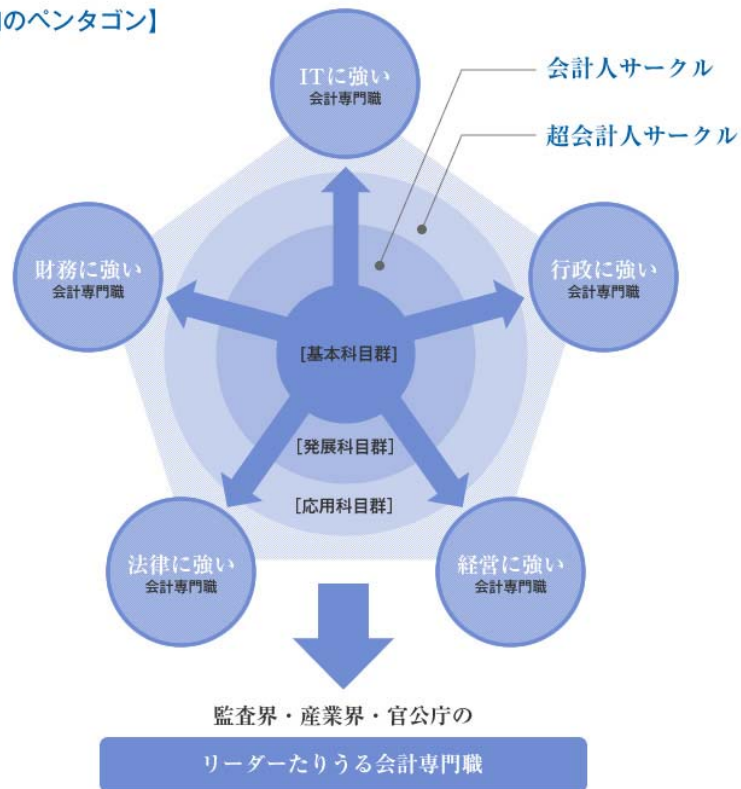 のペンタゴン】
ITに強い
会計専門職
会計人サークル
超会計人サークル
財務に強い
会計専門職
行政に強い
会計専門職
[基本科目群]
[発展科目群]
[応用科目群]
法律に強い
会計専門職
経営に強い
会計専門職
監査界・産業界・官公庁の
リーダーたりうる会計専門職